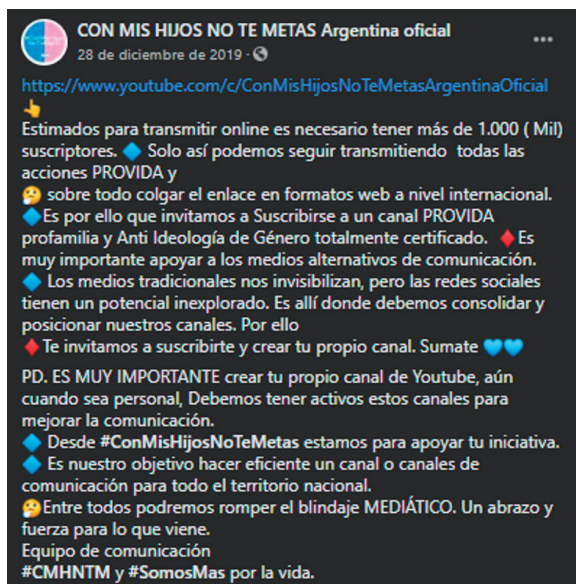 CON MIS HIJOS NO TE METAS Argentina oficial
28 de diciembre de 2019 ·
https://www.youtube.com/c/ConMisHijosNoTeMetasArgentinaOficial
👆
Estimados para transmitir online es necesario tener más de 1.000 ( Mil)
suscriptores. 🔷 Solo así podemos seguir transmitiendo todas las
acciones PROVIDA y
🤔 sobre todo colgar el enlace en formatos web a nivel internacional.
🔷Es por ello que invitamos a Suscribirse a un canal PROVIDA
profamilia y Anti Ideología de Género totalmente certificado. ♦️Es
muy importante apoyar a los medios alternativos de comunicación.
🔷 Los medios tradicionales nos invisibilizan, pero las redes sociales
tienen un potencial inexplorado. Es allí donde debemos consolidar y
posicionar nuestros canales. Por ello
♦️Te invitamos a suscribirte y crear tu propio canal. Sumate 💙💙
PD. ES MUY IMPORTANTE crear tu propio canal de Youtube, aún
cuando sea personal, Debemos tener activos estos canales para
mejorar la comunicación.
🔷 Desde #ConMisHijosNoTeMetas estamos para apoyar tu iniciativa.
🔷 Es nuestro objetivo hacer eficiente un canal o canales de
comunicación para todo el territorio nacional.
🤔Entre todos podremos romper el blindaje MEDIÁTICO. Un abrazo y
fuerza para lo que viene.
Equipo de comunicación
#CMHNTM y #SomosMas por la vida.